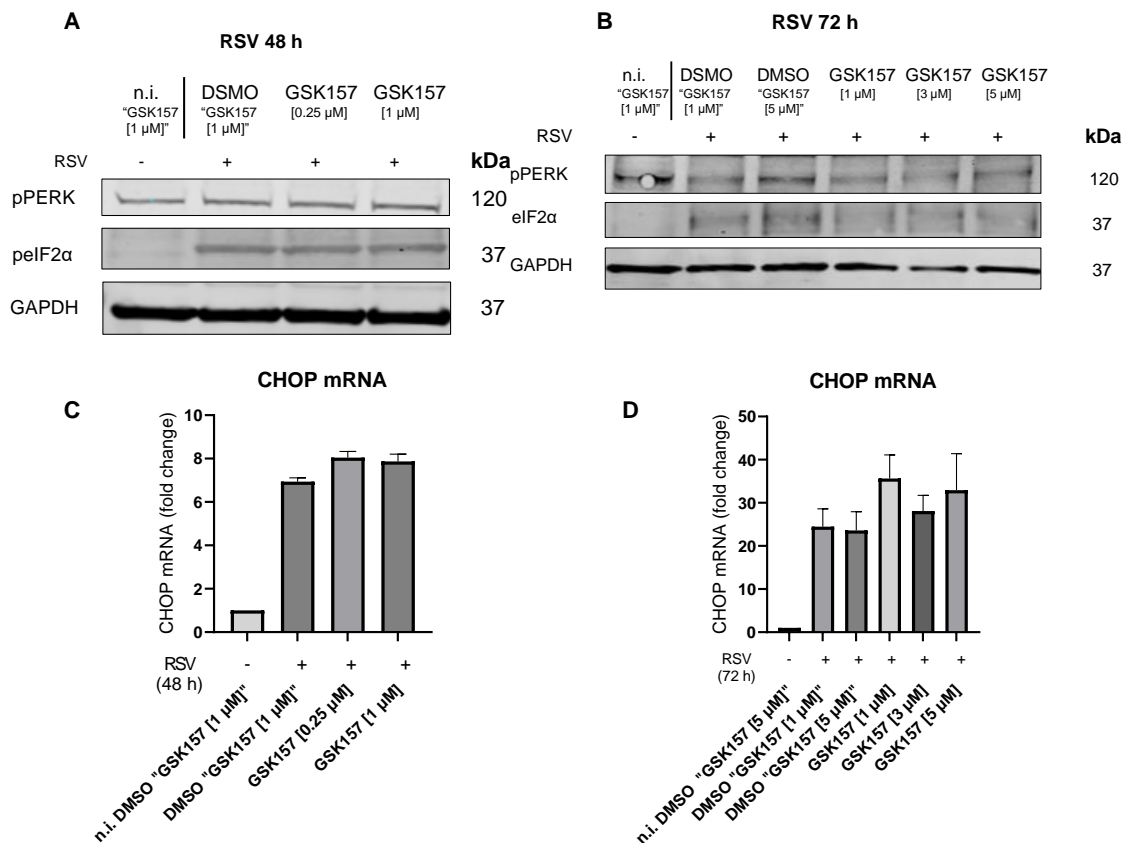 A
RSV 48 h
n.i.
"GSK157
[1 µM]"
DSMO
"GSK157
[1 µM]"
GSK157
[0.25 µM]
GSK157
[1 µM]
RSV - + + + kDa
pPERK 120
peIF2α 37
GAPDH 37
B
RSV 72 h
n.i.
"GSK157
[1 µM]"
DSMO
"GSK157
[1 µM]"
DMSO
"GSK157
[5 µM]"
GSK157
[1 µM]
GSK157
[3 µM]
GSK157
[5 µM]
RSV - + + + + + kDa
pPERK 120
eIF2α 37
GAPDH 37
C
CHOP mRNA
CHOP mRNA (fold change)
10
8
6
4
2
0
RSV - + + +
(48 h)
n.i. DMSO "GSK157 [1 µM]"
DMSO "GSK157 [1 µM]"
GSK157 [0.25 µM]
GSK157 [1 µM]
D
CHOP mRNA
CHOP mRNA (fold change)
50
40
30
20
10
0
RSV - + + + + +
(72 h)
n.i. DMSO "GSK157 [5 µM]"
DMSO "GSK157 [1 µM]"
DMSO "GSK157 [5 µM]"
GSK157 [1 µM]
GSK157 [3 µM]
GSK157 [5 µM]